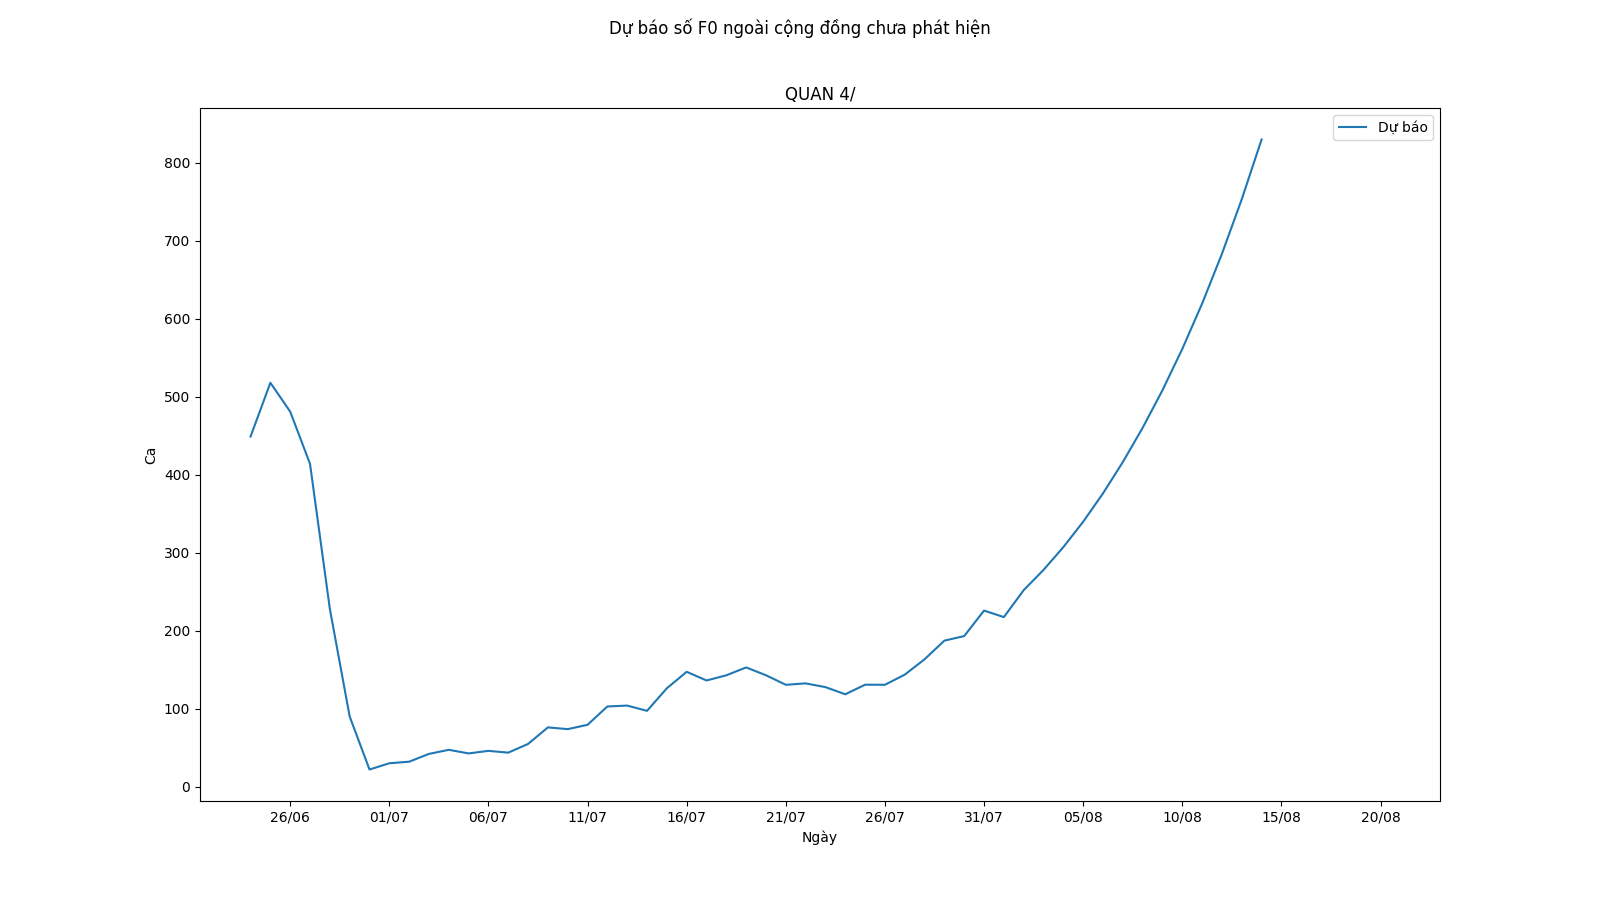 Dự báo số F0 ngoài cộng đồng chưa phát hiện
QUAN 4/
Dự báo
800
700
600
500
400
300
200
100
0
Ca
26/06 01/07 06/07 11/07 16/07 21/07 26/07 31/07 05/08 10/08 15/08 20/08
Ngày